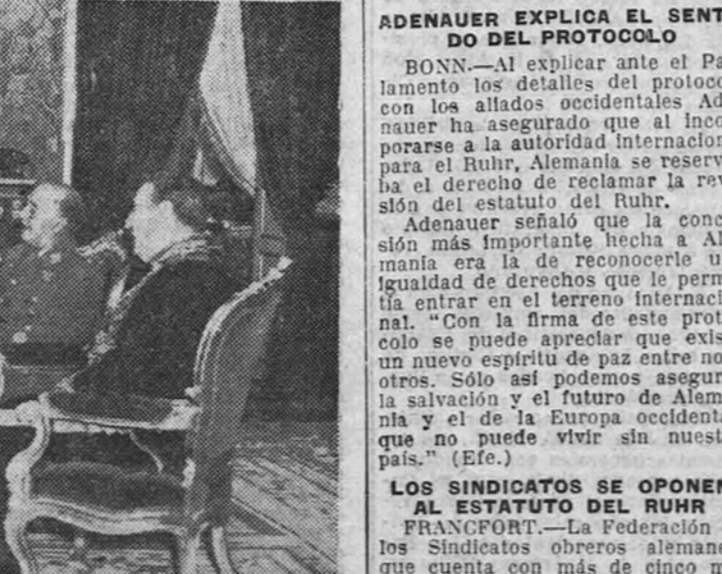 ADENAUER EXPLICA EL SENT
DO DEL PROTOCOLO
BONN.—Al explicar ante el Pa
lamento los detalles del protoco
con los aliados occidentales Ad
nauer ha asegurado que al inco
porarse a la autoridad internacion
para el Ruhr, Alemania se reserv
ba el derecho de reclamar la rev
sión del estatuto del Ruhr.
Adenauer señaló que la conc
sión más importante hecha a Al
mania era la de reconocerle u
igualdad de derechos que le perm
tía entrar en el terreno internaci
nal. “Con la firma de este prot
colo se puede apreciar que exis
un nuevo espíritu de paz entre no
otros. Sólo así podemos asegur
la salvación y el futuro de Alem
nia y el de la Europa occidenta
que no puede vivir sin nuest
país.” (Efe.)
LOS SINDICATOS SE OPONEN
AL ESTATUTO DEL RUHR
FRANCFORT.—La Federación
los Sindicatos obreros alemane
que cuenta con más de cinco m